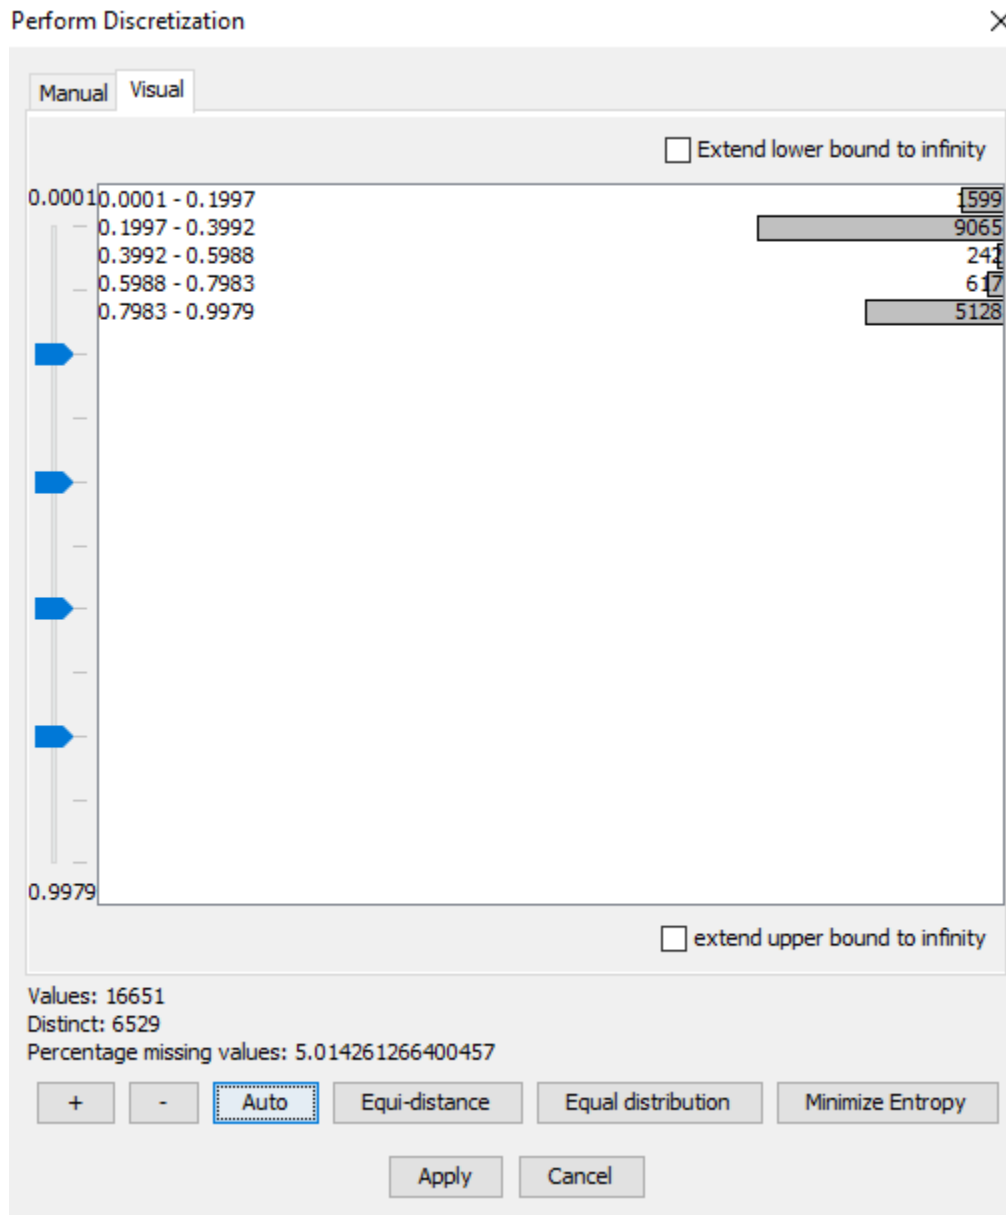 Perform Discretization
Manual Visual
Extend lower bound to infinity
0.0001 0.0001 - 0.1997 1599
0.1997 - 0.3992 9065
0.3992 - 0.5988 242
0.5988 - 0.7983 617
0.7983 - 0.9979 5128
0.9979
extend upper bound to infinity
Values: 16651
Distinct: 6529
Percentage missing values: 5.014261266400457
+ - Auto Equi-distance Equal distribution Minimize Entropy
Apply Cancel